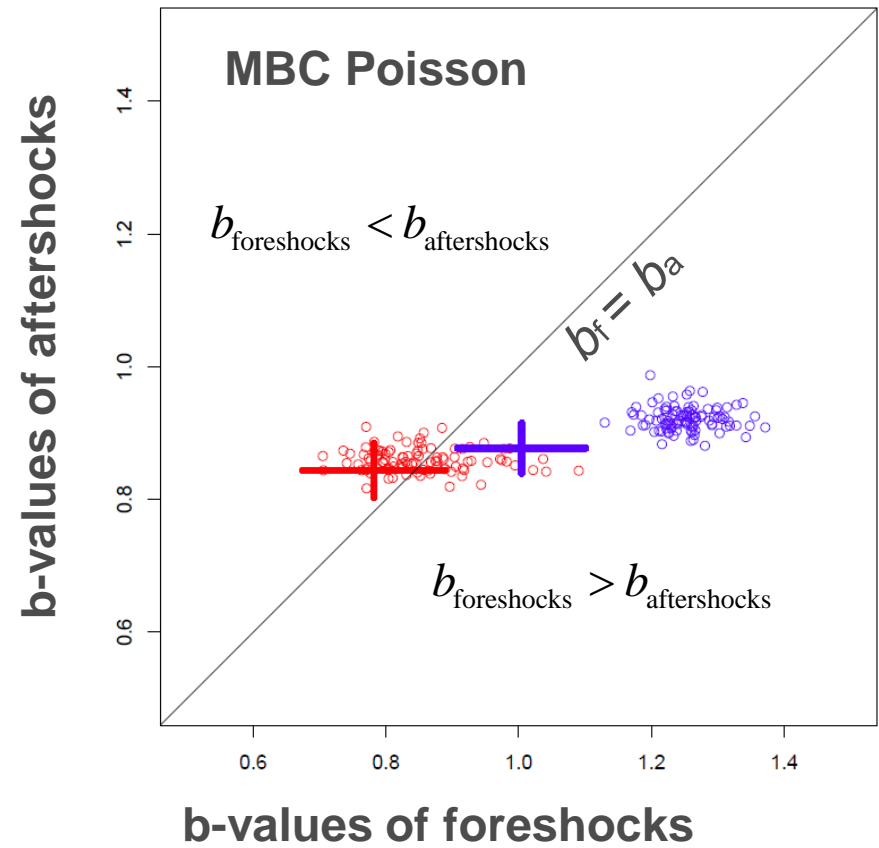 MBC Poisson
b-values of aftershocks
1.4
1.2
1.0
0.8
0.6
b_foreshocks < b_aftershocks
b_f = b_a
b_foreshocks > b_aftershocks
0.6 0.8 1.0 1.2 1.4
b-values of foreshocks